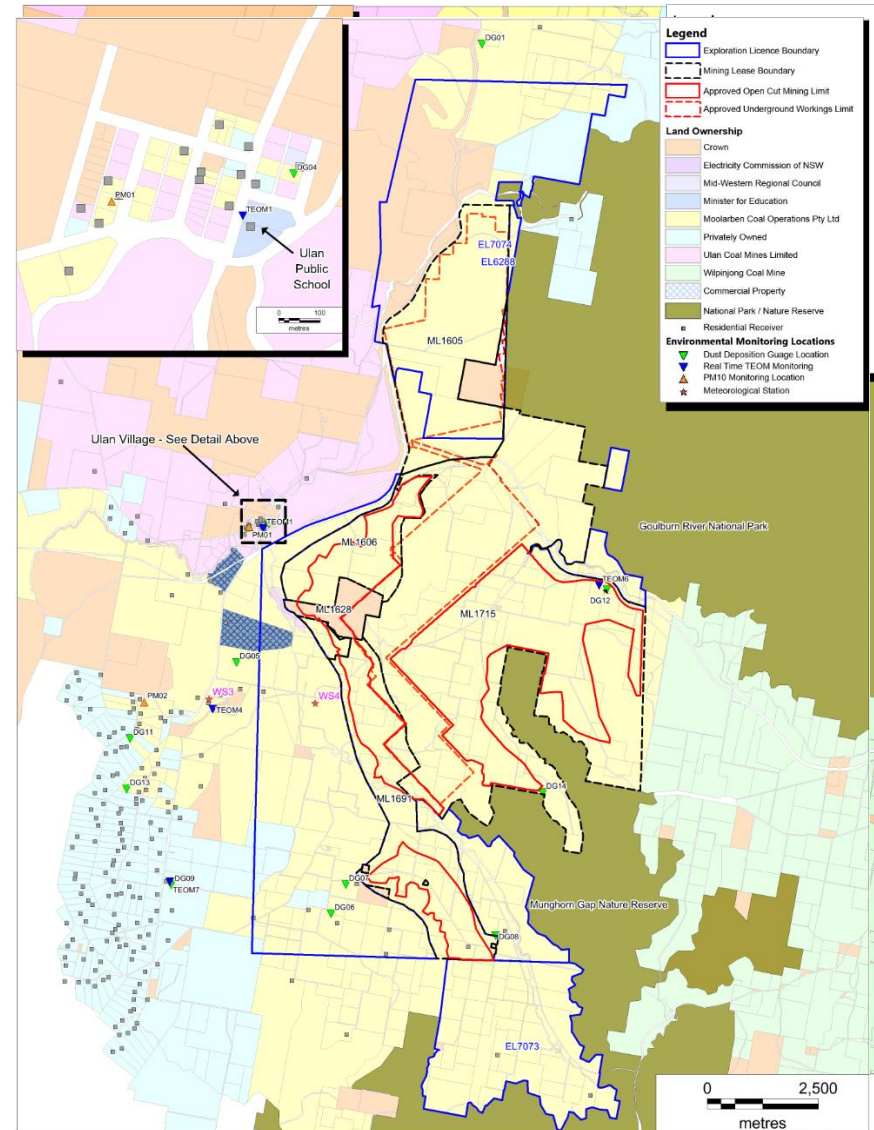 DG01
DG04
PM01
TEOM1
Ulan
Public
School
0 100
metres
Legend
Exploration Licence Boundary
Mining Lease Boundary
Approved Open Cut Mining Limit
Approved Underground Workings Limit
Land Ownership
Crown
Electricity Commission of NSW
Mid-Western Regional Council
Minister for Education
Moolarben Coal Operations Pty Ltd
Privately Owned
Ulan Coal Mines Limited
Wilpinjong Coal Mine
Commercial Property
National Park / Nature Reserve
Residential Receiver
Environmental Monitoring Locations
Dust Deposition Guage Location
Real Time TEOM Monitoring
PM10 Monitoring Location
Meteorological Station
EL7074
EL6288
ML1605
Ulan Village - See Detail Above
TEOM1
PM01
Goulburn River National Park
ML1606
TEOM6
DG12
ML1628
ML1715
DG05
WS3
WS4
PM02
TEOM4
DG11
DG13
DG14
ML1691
DG09
TEOM7
DG07
DG06
Munghorn Gap Nature Reserve
DG08
EL7073
0 2,500
metres